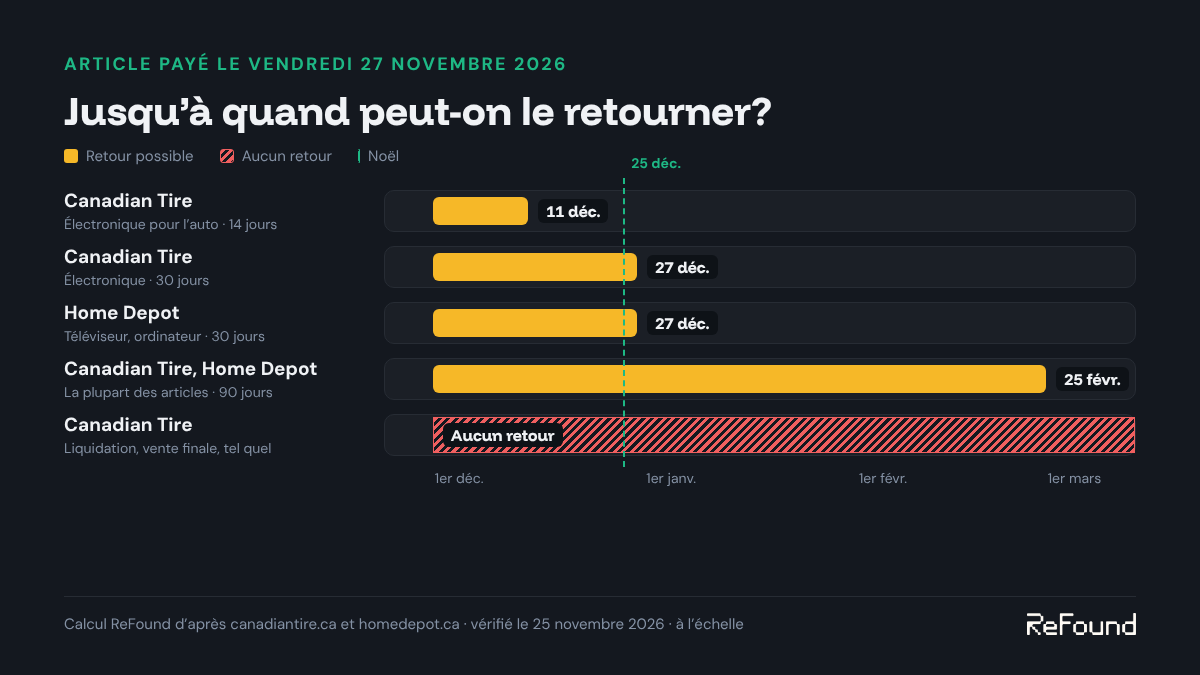 ARTICLE PAYÉ LE VENDREDI 27 NOVEMBRE 2026
Jusqu’à quand peut-on le retourner?
Retour possible
Aucun retour
Noël
25 déc.
Canadian Tire
Électronique pour l’auto · 14 jours
11 déc.
Canadian Tire
Électronique · 30 jours
27 déc.
Home Depot
Téléviseur, ordinateur · 30 jours
27 déc.
Canadian Tire, Home Depot
La plupart des articles · 90 jours
25 févr.
Canadian Tire
Liquidation, vente finale, tel quel
Aucun retour
1er déc.
1er janv.
1er févr.
1er mars
Calcul ReFound d’après canadiantire.ca et homedepot.ca · vérifié le 25 novembre 2026 · à l’échelle
ReFound